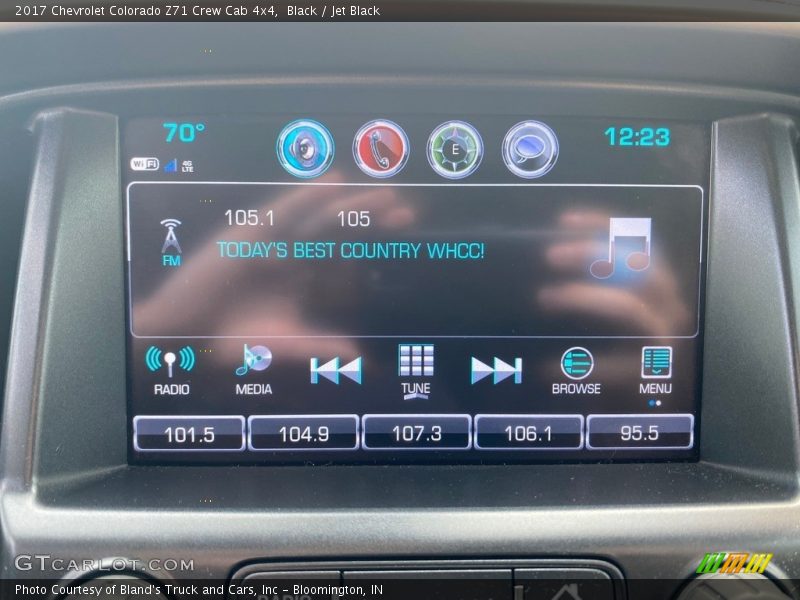 2017 Chevrolet Colorado Z71 Crew Cab 4x4, Black / Jet Black
70° E 12:23
WiFi 4G LTE
105.1 105
FM TODAY'S BEST COUNTRY WHCC!
RADIO MEDIA TUNE BROWSE MENU
101.5 104.9 107.3 106.1 95.5
GTCARLOT.COM
Photo Courtesy of Bland's Truck and Cars, Inc - Bloomington, IN